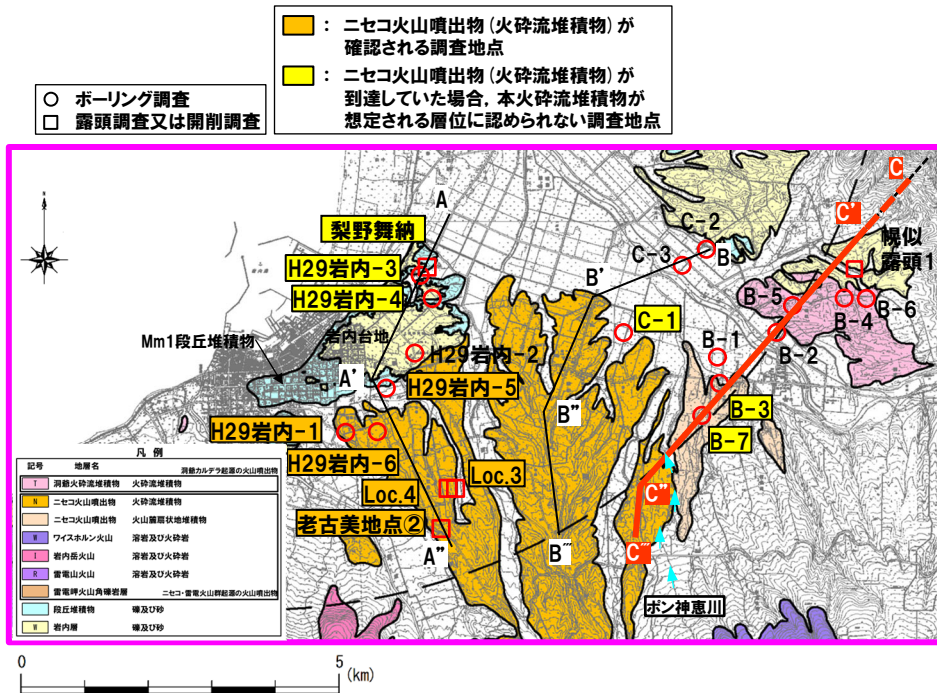 ： ニセコ火山噴出物（火砕流堆積物）が
確認される調査地点
： ニセコ火山噴出物（火砕流堆積物）が
到達していた場合，本火砕流堆積物が
想定される層位に認められない調査地点
ボーリング調査
露頭調査又は開削調査
A
C
C'
梨野舞納
C-2
幌似
露頭1
H29岩内-3
C-3
B
B'
H29岩内-4
B-5
B-4
B-6
C-1
岩内台地
Mm1段丘堆積物
H29岩内-2
B-1
B-2
A'
H29岩内-5
B''
B-3
H29岩内-1
B-7
H29岩内-6
Loc.3
Loc.4
C''
老古美地点②
A''
B'''
C'''
ポン神恵川
凡 例
記号 地層名 洞爺カルデラ起源の火山噴出物
T 洞爺火砕流堆積物 火砕流堆積物
N ニセコ火山噴出物 火砕流堆積物
ニセコ火山噴出物 火山麓扇状地堆積物
W ワイスホルン火山 溶岩及び火砕岩
I 岩内岳火山 溶岩及び火砕岩
R 雷電山火山 溶岩及び火砕岩
雷電岬火山角礫岩層 ニセコ・雷電火山群起源の火山噴出物
段丘堆積物 礫及び砂
W 岩内層 礫及び砂
0 5
(km)